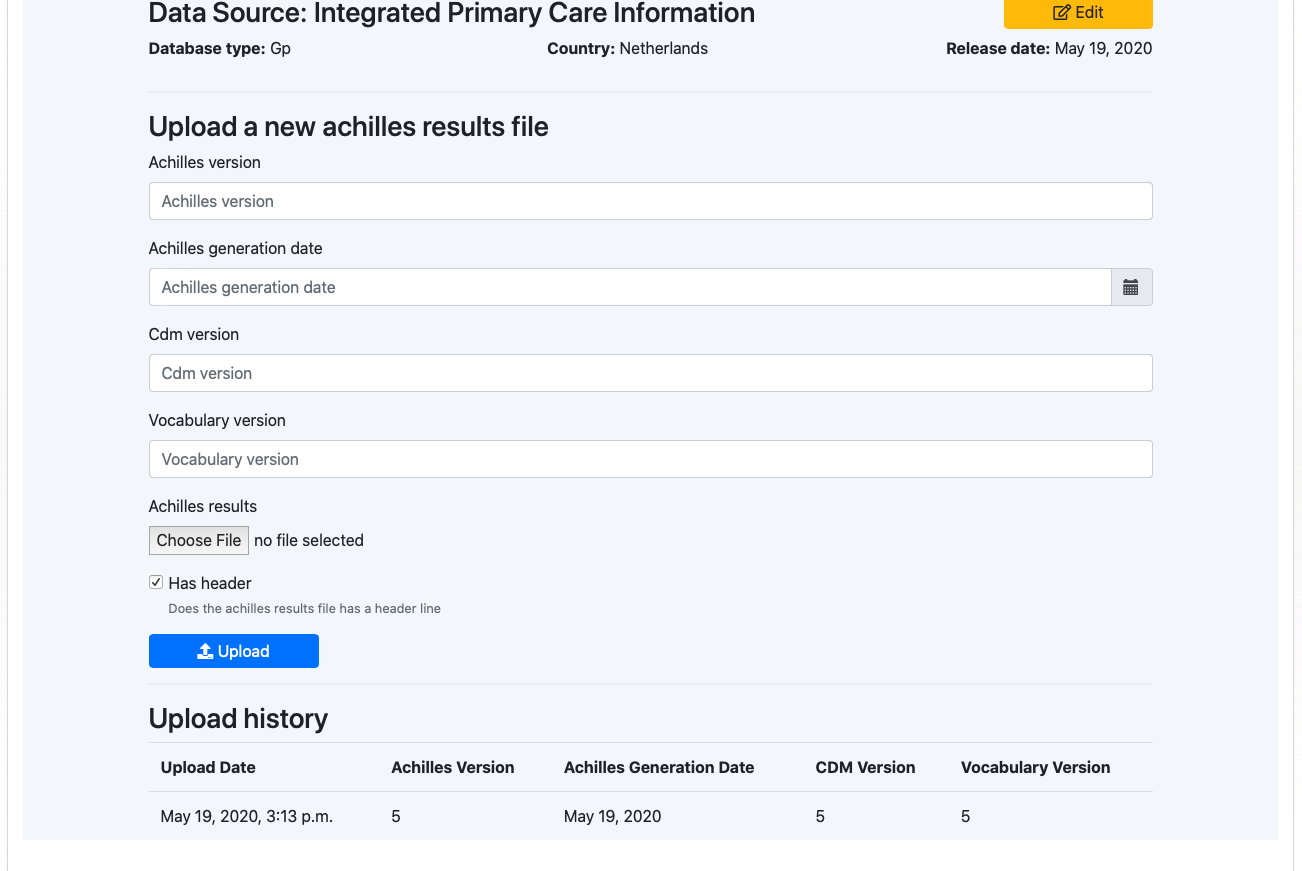 Data Source: Integrated Primary Care Information
Edit
Database type: Gp Country: Netherlands Release date: May 19, 2020
Upload a new achilles results file
Achilles version
Achilles version
Achilles generation date
Achilles generation date
Cdm version
Cdm version
Vocabulary version
Vocabulary version
Achilles results
Choose File no file selected
Has header
Does the achilles results file has a header line
Upload
Upload history
Upload Date Achilles Version Achilles Generation Date CDM Version Vocabulary Version
May 19, 2020, 3:13 p.m. 5 May 19, 2020 5 5